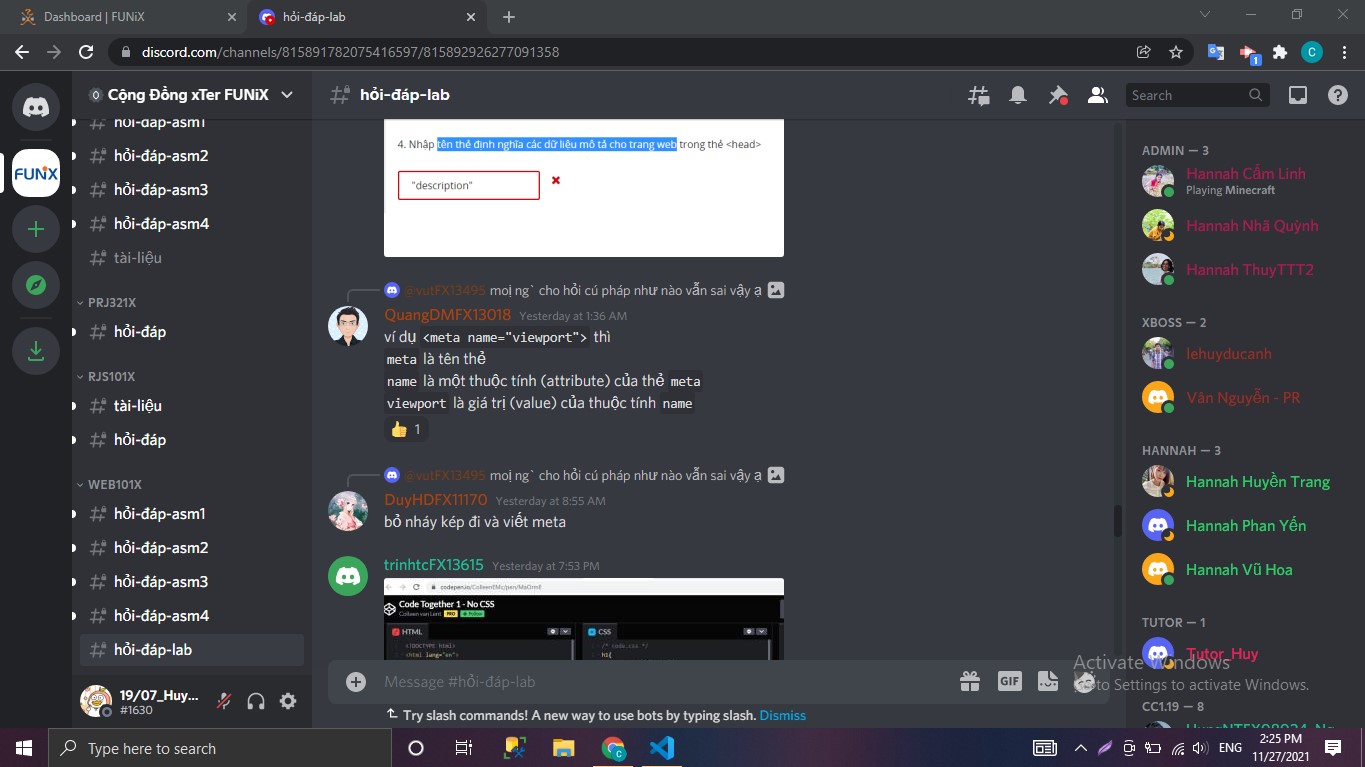 Dashboard | FUNiX
hỏi-đáp-lab
discord.com/channels/815891782075416597/815892926277091358
C
1
Cộng Đồng xTer FUNiX
hỏi-đáp-lab
Search
FUNiX
hỏi-đáp-asm1
hỏi-đáp-asm2
hỏi-đáp-asm3
hỏi-đáp-asm4
tài-liệu
PRJ321X
hỏi-đáp
RJS101X
tài-liệu
hỏi-đáp
WEB101X
hỏi-đáp-asm1
hỏi-đáp-asm2
hỏi-đáp-asm3
hỏi-đáp-asm4
hỏi-đáp-lab
19/07_Huy...
#1630
4. Nhập tên thẻ định nghĩa các dữ liệu mô tả cho trang web trong thẻ <head>
"description"
@vutFX13495 mọi ng` cho hỏi cú pháp như nào vẫn sai vậy ạ
QuangDMFX13018 Yesterday at 1:36 AM
ví dụ <meta name="viewport"> thì
meta là tên thẻ
name là một thuộc tính (attribute) của thẻ meta
viewport là giá trị (value) của thuộc tính name
1
@vutFX13495 mọi ng` cho hỏi cú pháp như nào vẫn sai vậy ạ
DuyHDFX11170 Yesterday at 8:55 AM
bỏ nháy kép đi và viết meta
trinhtcFX13615 Yesterday at 7:53 PM
codepen.io/ColleenEMc/pen/MaOrmE
Code Together 1 - No CSS
Colleen van Lent PRO + Follow
HTML
CSS
<!DOCTYPE html>
<html lang="en">
/* code.css */
h1{
Message #hỏi-đáp-lab
GIF
Try slash commands! A new way to use bots by typing slash. Dismiss
ADMIN — 3
Hannah Cẩm Linh
Playing Minecraft
Hannah Nhã Quỳnh
Hannah ThuyTTT2
XBOSS — 2
lehuyducanh
Vân Nguyễn - PR
HANNAH — 3
Hannah Huyền Trang
Hannah Phan Yến
Hannah Vũ Hoa
TUTOR — 1
Tutor_Huy
Activate Windows
Go to Settings to activate Windows.
CC1.19 — 8
Type here to search
C
ENG
2:25 PM
11/27/2021